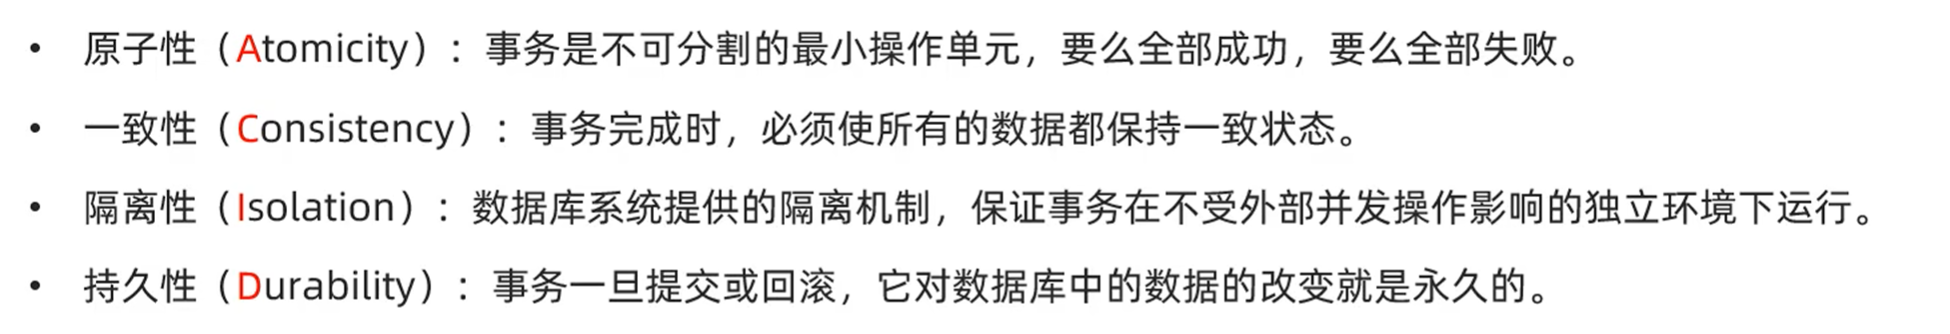 • 原子性（Atomicity）：事务是不可分割的最小操作单元，要么全部成功，要么全部失败。
• 一致性（Consistency）：事务完成时，必须使所有的数据都保持一致状态。
• 隔离性（Isolation）：数据库系统提供的隔离机制，保证事务在不受外部并发操作影响的独立环境下运行。
• 持久性（Durability）：事务一旦提交或回滚，它对数据库中的数据的改变就是永久的。